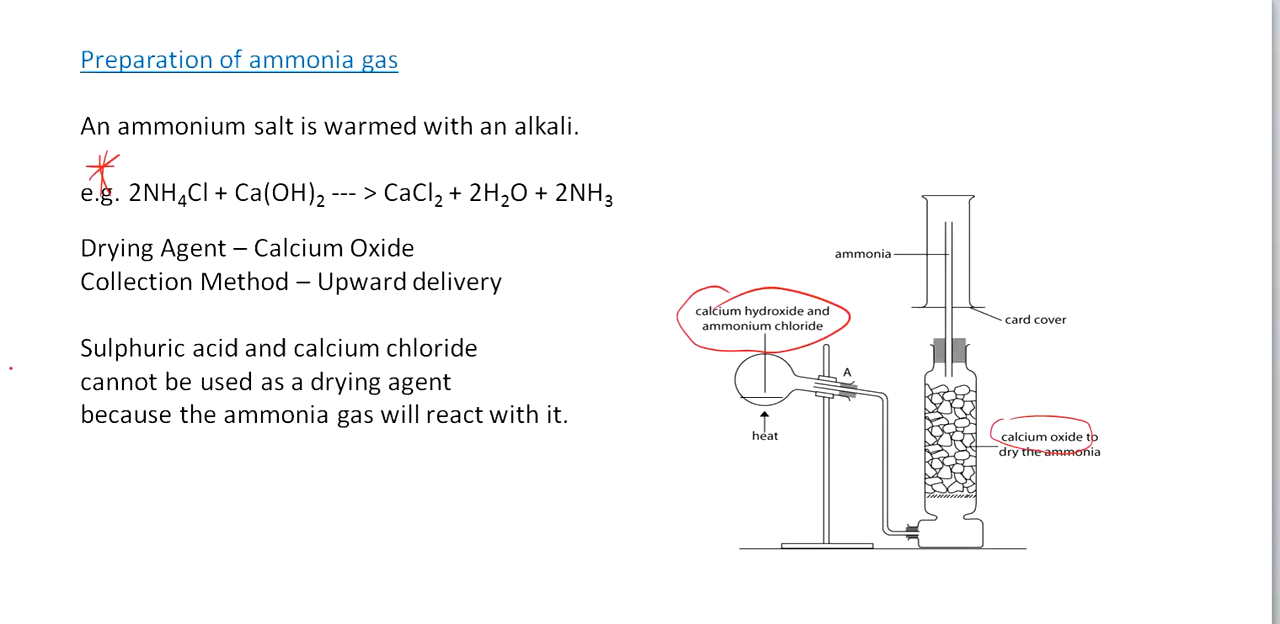 Preparation of ammonia gas
An ammonium salt is warmed with an alkali.
e.g. 2NH₄Cl + Ca(OH)₂ --- > CaCl₂ + 2H₂O + 2NH₃
Drying Agent – Calcium Oxide
Collection Method – Upward delivery
Sulphuric acid and calcium chloride
cannot be used as a drying agent
because the ammonia gas will react with it.
ammonia
card cover
calcium hydroxide and
ammonium chloride
A
heat
calcium oxide to
dry the ammonia